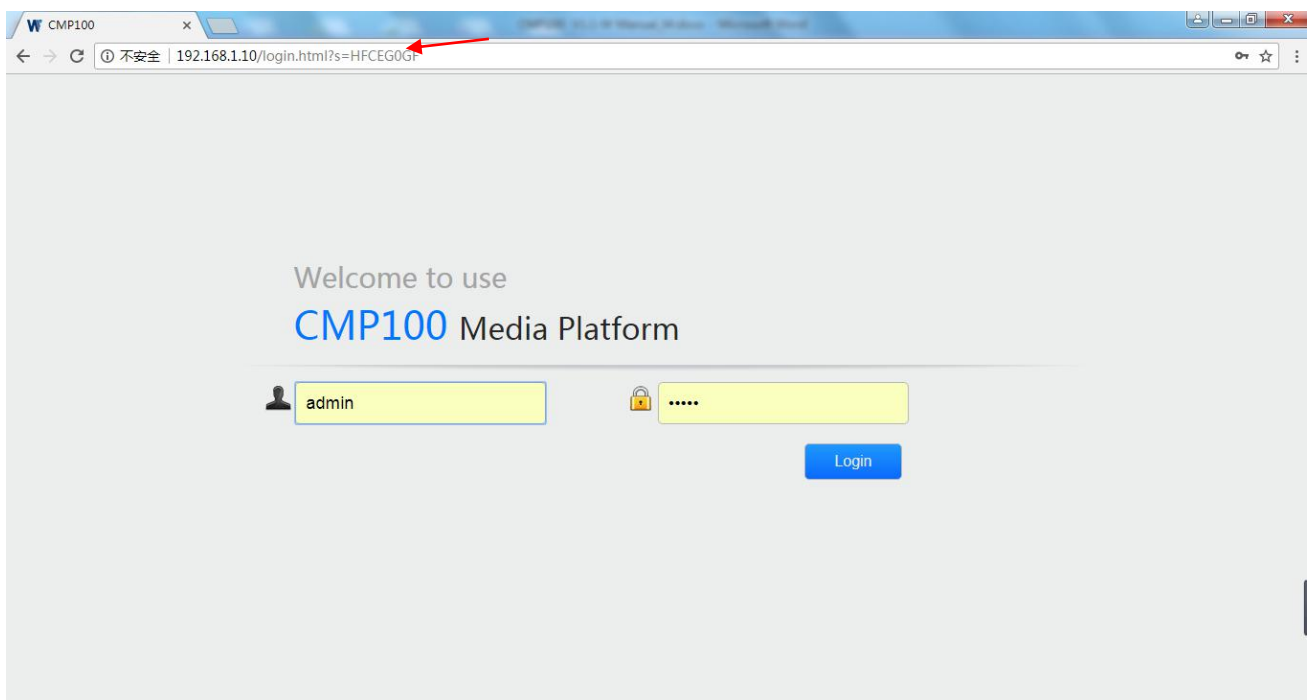 CMP100
不安全 | 192.168.1.10/login.html?s=HFCEG0GF
Welcome to use
CMP100 Media Platform
admin
•••••
Login